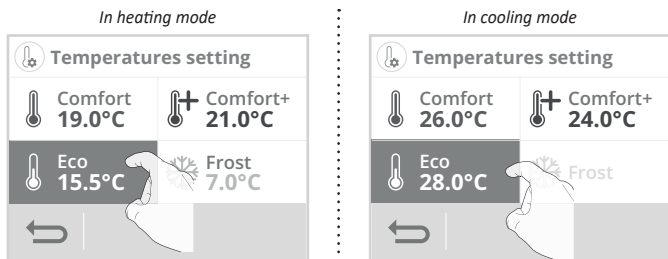 In heating mode
Temperatures setting
Comfort
19.0°C
Comfort+
21.0°C
Eco
15.5°C
Frost
7.0°C
In cooling mode
Temperatures setting
Comfort
26.0°C
Comfort+
24.0°C
Eco
28.0°C
Frost